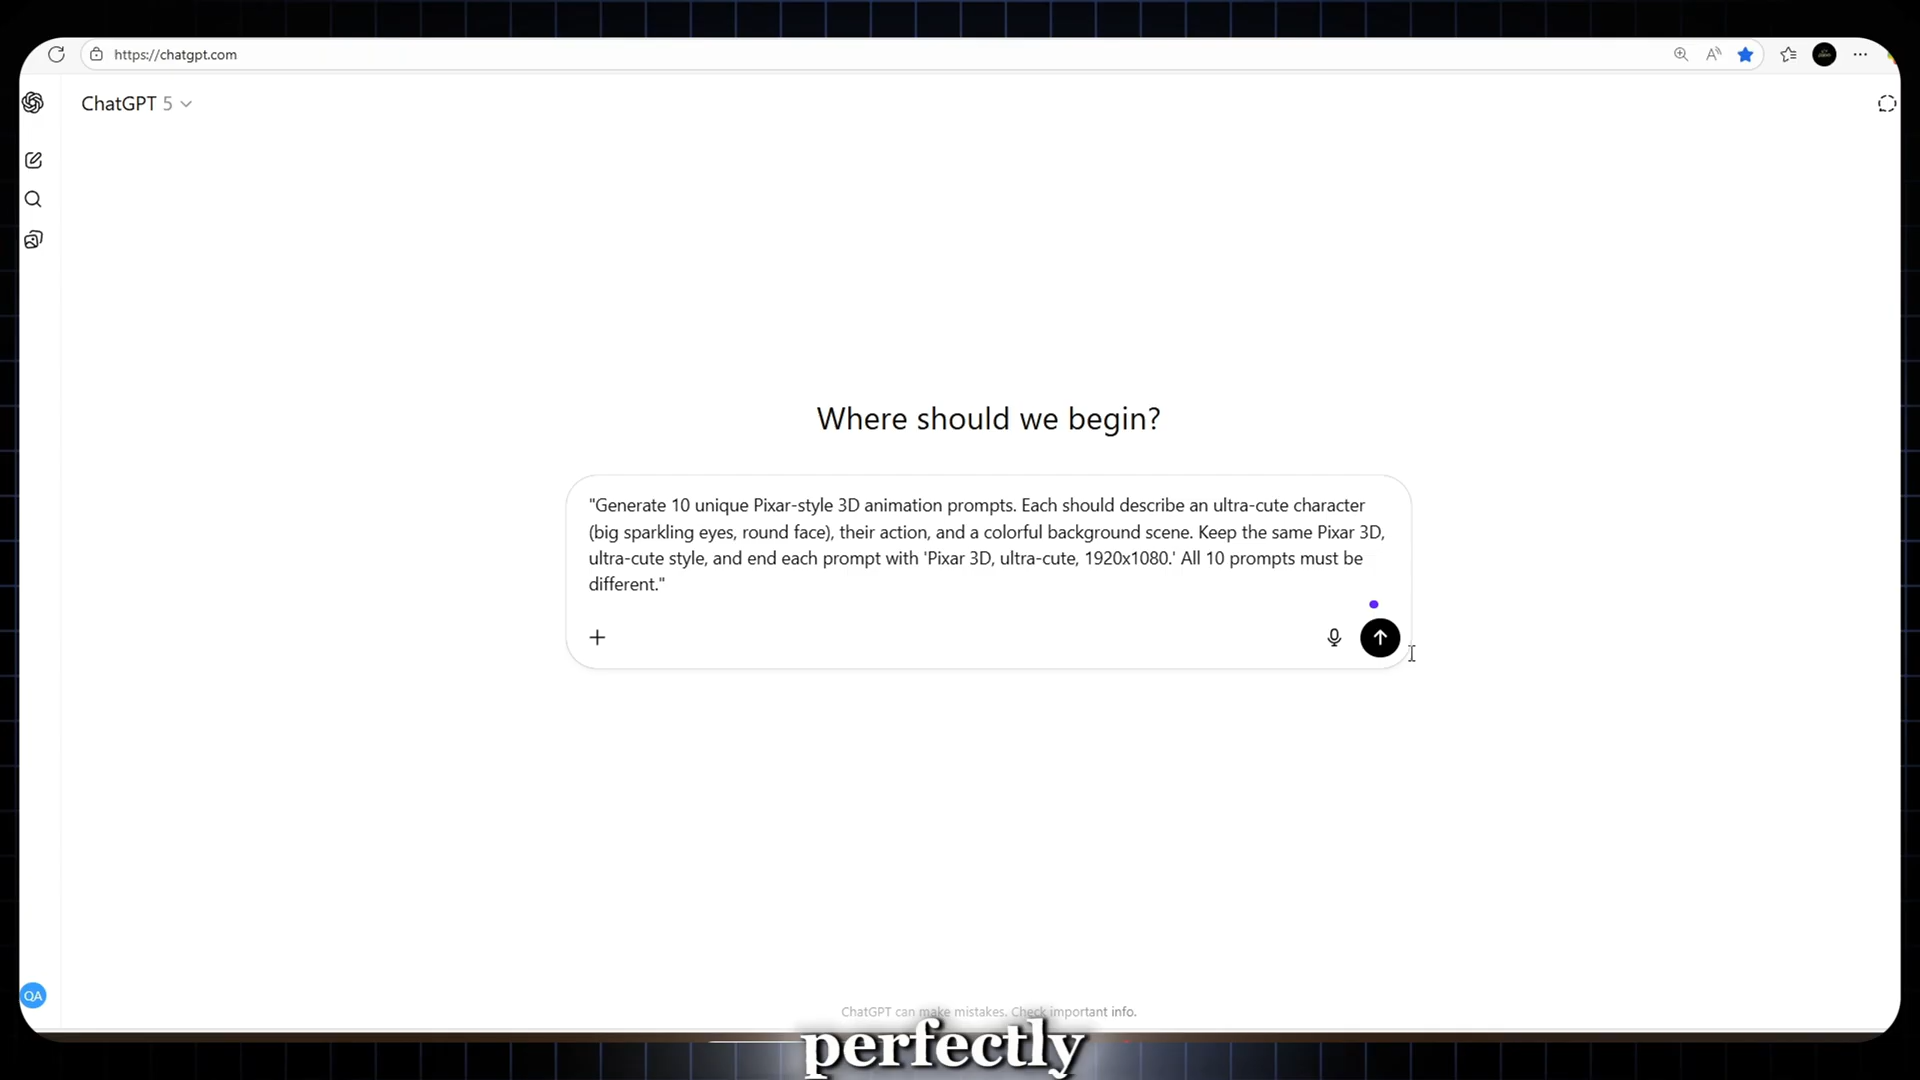 https://chatgpt.com
ChatGPT 5
Where should we begin?
"Generate 10 unique Pixar-style 3D animation prompts. Each should describe an ultra-cute character
(big sparkling eyes, round face), their action, and a colorful background scene. Keep the same Pixar 3D,
ultra-cute style, and end each prompt with 'Pixar 3D, ultra-cute, 1920x1080.' All 10 prompts must be
different."
QA
ChatGPT can make mistakes. Check important info.
perfectly